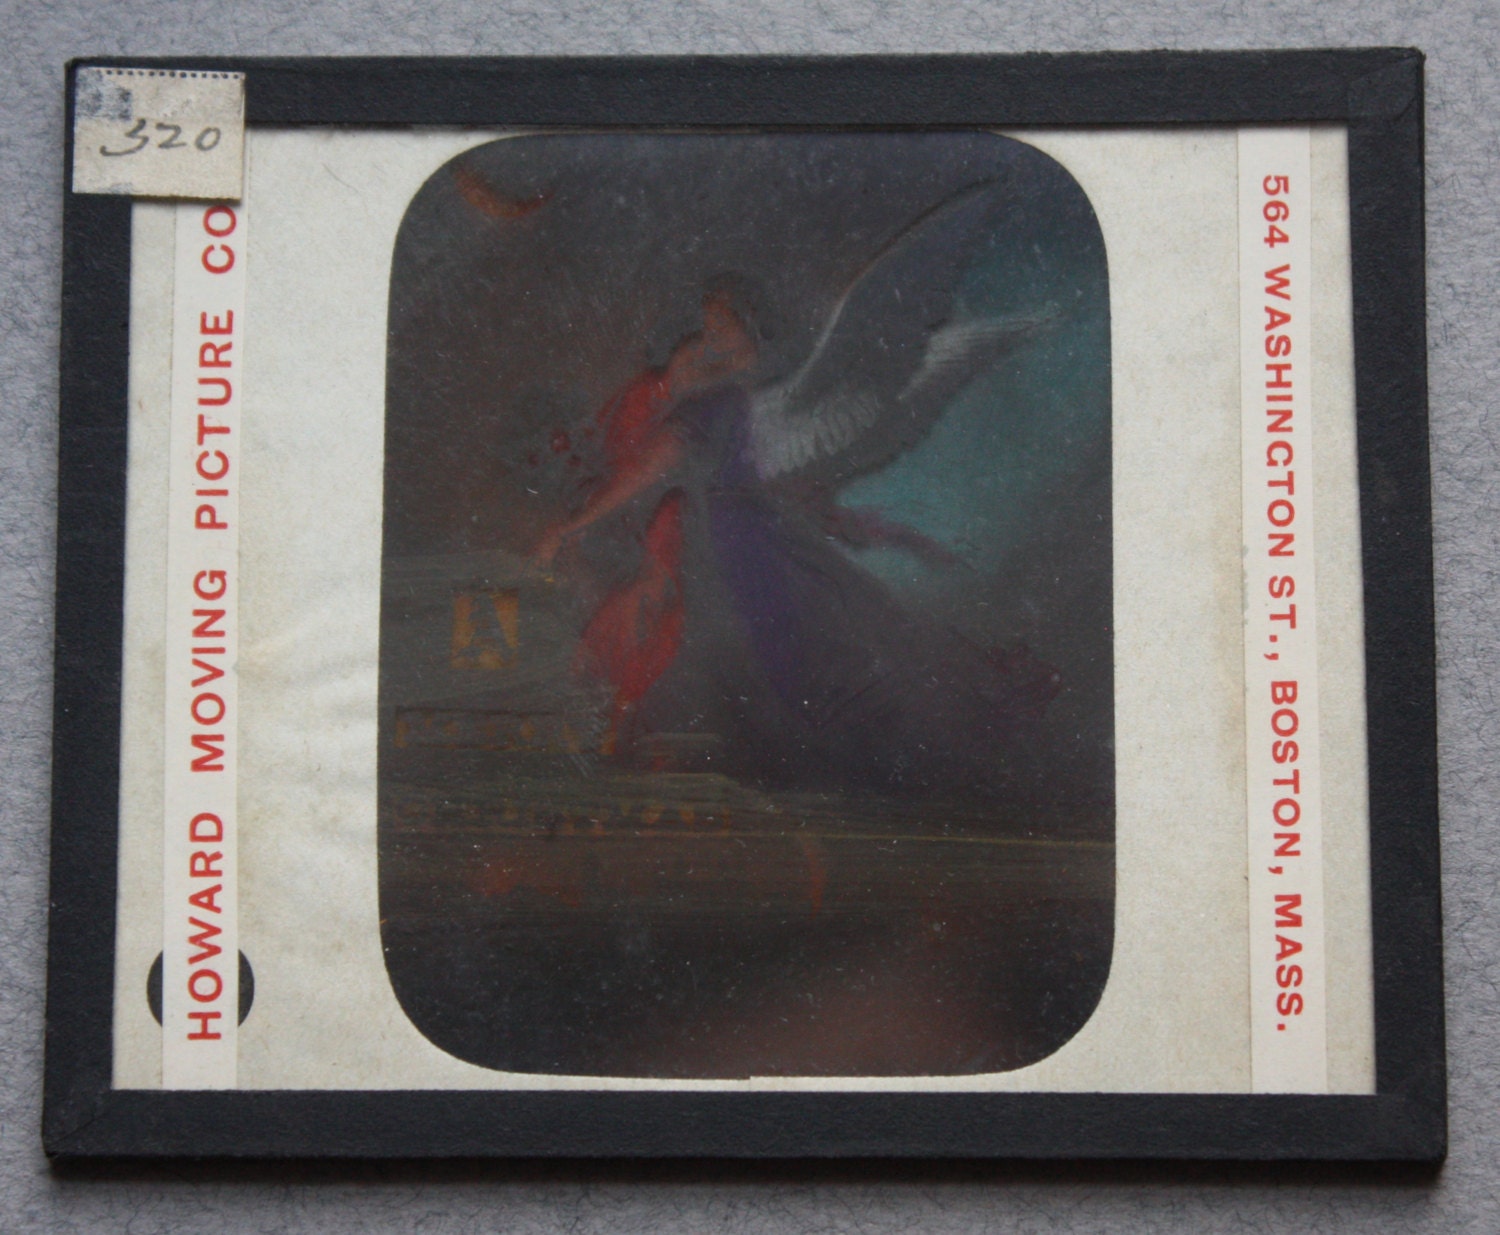 320
HOWARD MOVING PICTURE CO
564 WASHINGTON ST., BOSTON, MASS.